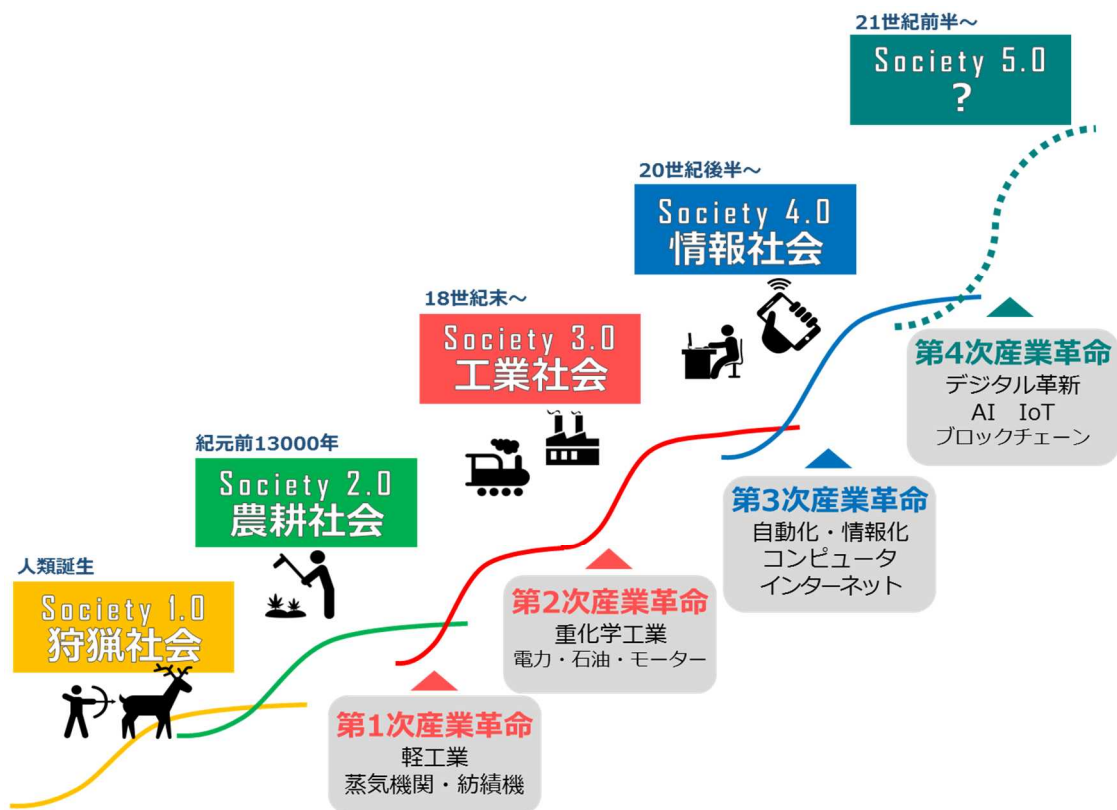 21世紀前半～
Society 5.0
?
20世紀後半～
Society 4.0
情報社会
18世紀末～
Society 3.0
工業社会
紀元前13000年
Society 2.0
農耕社会
人類誕生
Society 1.0
狩猟社会
第1次産業革命
軽工業
蒸気機関・紡績機
第2次産業革命
重化学工業
電力・石油・モーター
第3次産業革命
自動化・情報化
コンピュータ
インターネット
第4次産業革命
デジタル革新
AI　IoT
ブロックチェーン